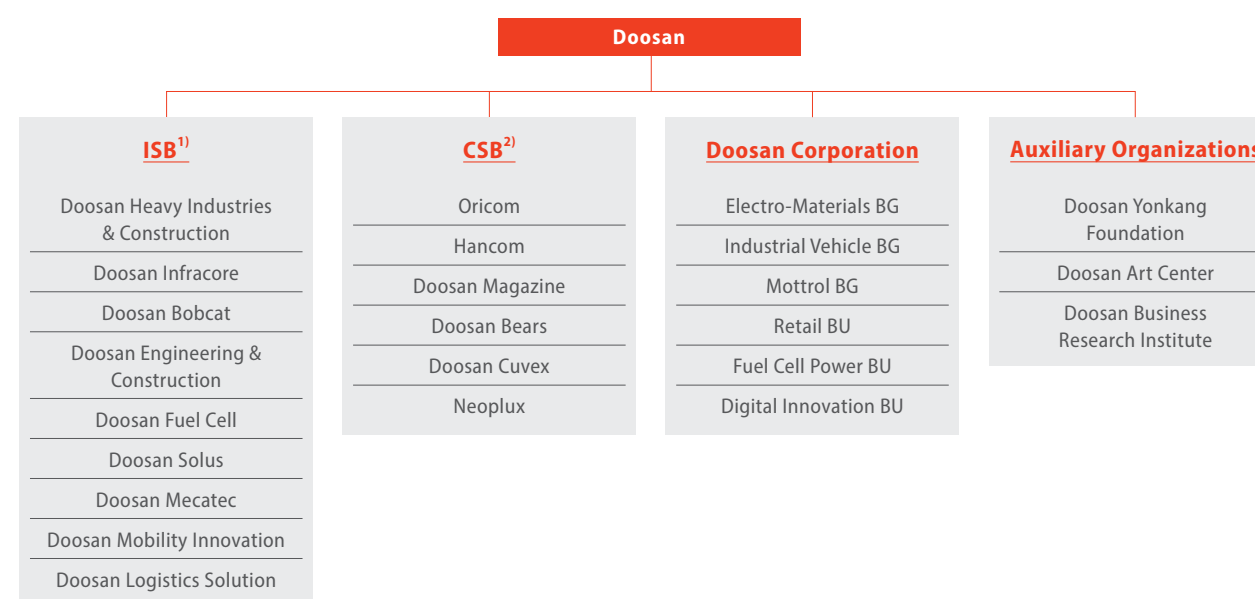 Doosan
ISB1)
Doosan Heavy Industries
& Construction
Doosan Infracore
Doosan Bobcat
Doosan Engineering &
Construction
Doosan Fuel Cell
Doosan Solus
Doosan Mecatec
Doosan Mobility Innovation
Doosan Logistics Solution
CSB2)
Oricom
Hancom
Doosan Magazine
Doosan Bears
Doosan Cuvex
Neoplux
Doosan Corporation
Electro-Materials BG
Industrial Vehicle BG
Mottrol BG
Retail BU
Fuel Cell Power BU
Digital Innovation BU
Auxiliary Organizations
Doosan Yonkang
Foundation
Doosan Art Center
Doosan Business
Research Institute